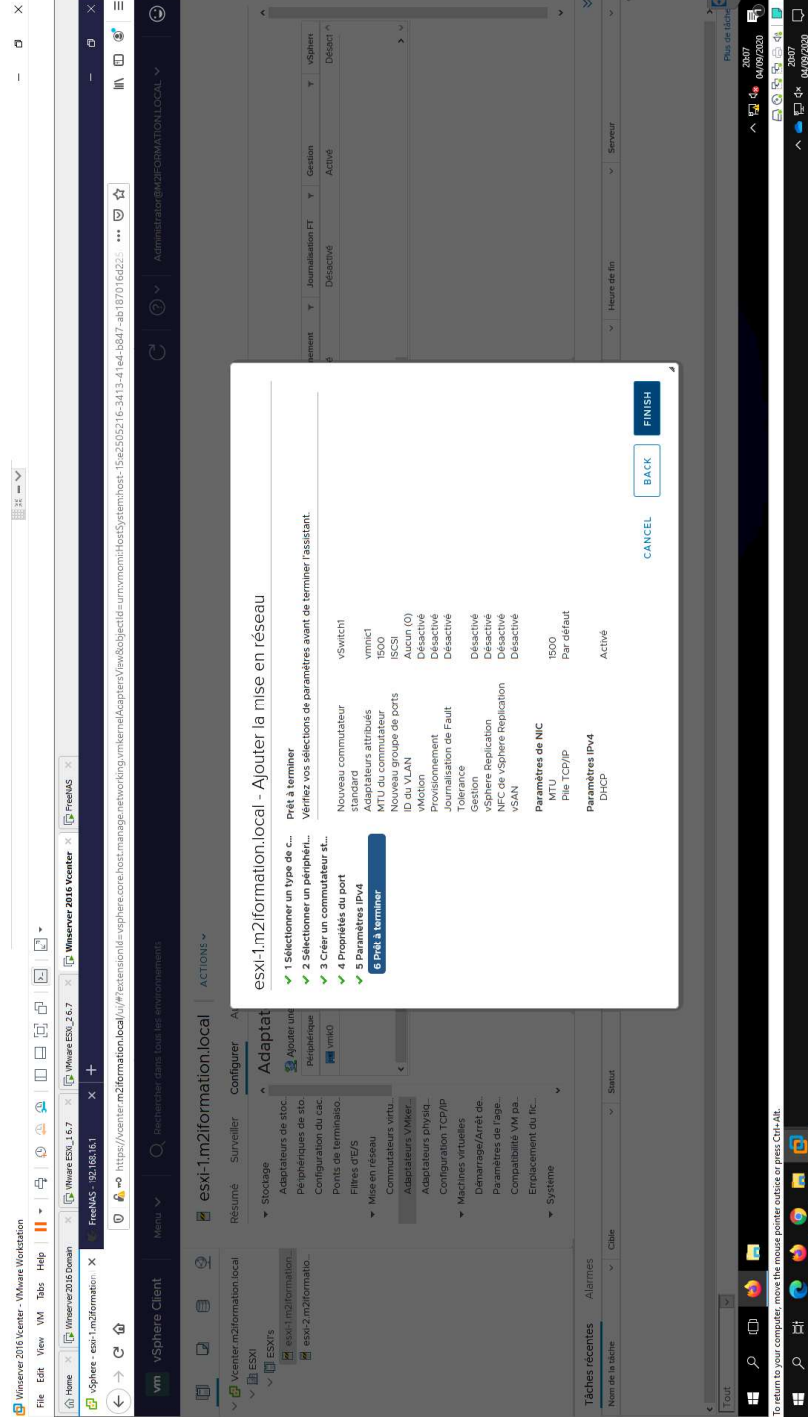 Winserver 2016 Vcenter - VMware Workstation
File Edit View VM Tabs Help
Home
Winserver 2016 Domain
VMware ESXi_1 6.7
VMware ESXi_2 6.7
Winserver 2016 Vcenter
FreeNAS
vSphere - esxi-1.m2iformation.
FreeNAS - 192.168.16.1
https://vcenter.m2iformation.local/ui/#?extensionId=vsphere.core.host.manage.networking.vmkernelAcaptersView&objectId=urn:vmomi:HostSystem:host-15:e2505216-3413-41e4-b847-ab187016d225
vm vSphere Client Menu Rechercher dans tous les environnements Administrator@M2IFORMATION.LOCAL
esxi-1.m2iformation.local ACTIONS
Vcenter.m2iformation.local
ESXI
ESXI's
esxi-1.m2iformation...
esxi-2.m2iformatio...
Résumé Surveiller Configurer
Stockage
Adaptateurs de stoc...
Périphériques de sto...
Configuration du cac...
Ponts de terminaiso...
Filtres d'E/S
Mise en réseau
Commutateurs virtu...
Adaptateurs VMker...
Adaptateurs physiq...
Configuration TCP/IP
Machines virtuelles
Démarrage/Arrêt de...
Paramètres de l'age...
Compatibilité VM pa...
Emplacement du fic...
Système
Adaptat
Ajouter une
Périphérique
vmk0
nement Journalisation FT Gestion vSpheri
Désactivé Activé Désact
esxi-1.m2iformation.local - Ajouter la mise en réseau
1 Sélectionner un type de c...
2 Sélectionner un périphéri...
3 Créer un commutateur st...
4 Propriétés du port
5 Paramètres IPv4
6 Prêt à terminer
Prêt à terminer
Vérifiez vos sélections de paramètres avant de terminer l'assistant.
Nouveau commutateur standard vSwitch1
Adaptateurs attribués vmnic1
MTU du commutateur 1500
Nouveau groupe de ports ISCSI
ID du VLAN Aucun (0)
vMotion Désactivé
Provisionnement Désactivé
Journalisation de Fault Tolerance Désactivé
Gestion Désactivé
vSphere Replication Désactivé
NFC de vSphere Replication Désactivé
vSAN Désactivé
Paramètres de NIC
MTU 1500
Pile TCP/IP Par défaut
Paramètres IPv4
DHCP Activé
CANCEL BACK FINISH
Tâches récentes Alarmes
Nom de la tâche Cible Statut Heure de fin Serveur
Tout Plus de tâche
20:07
04/09/2020
To return to your computer, move the mouse pointer outside or press Ctrl+Alt.
20:07
04/09/2020